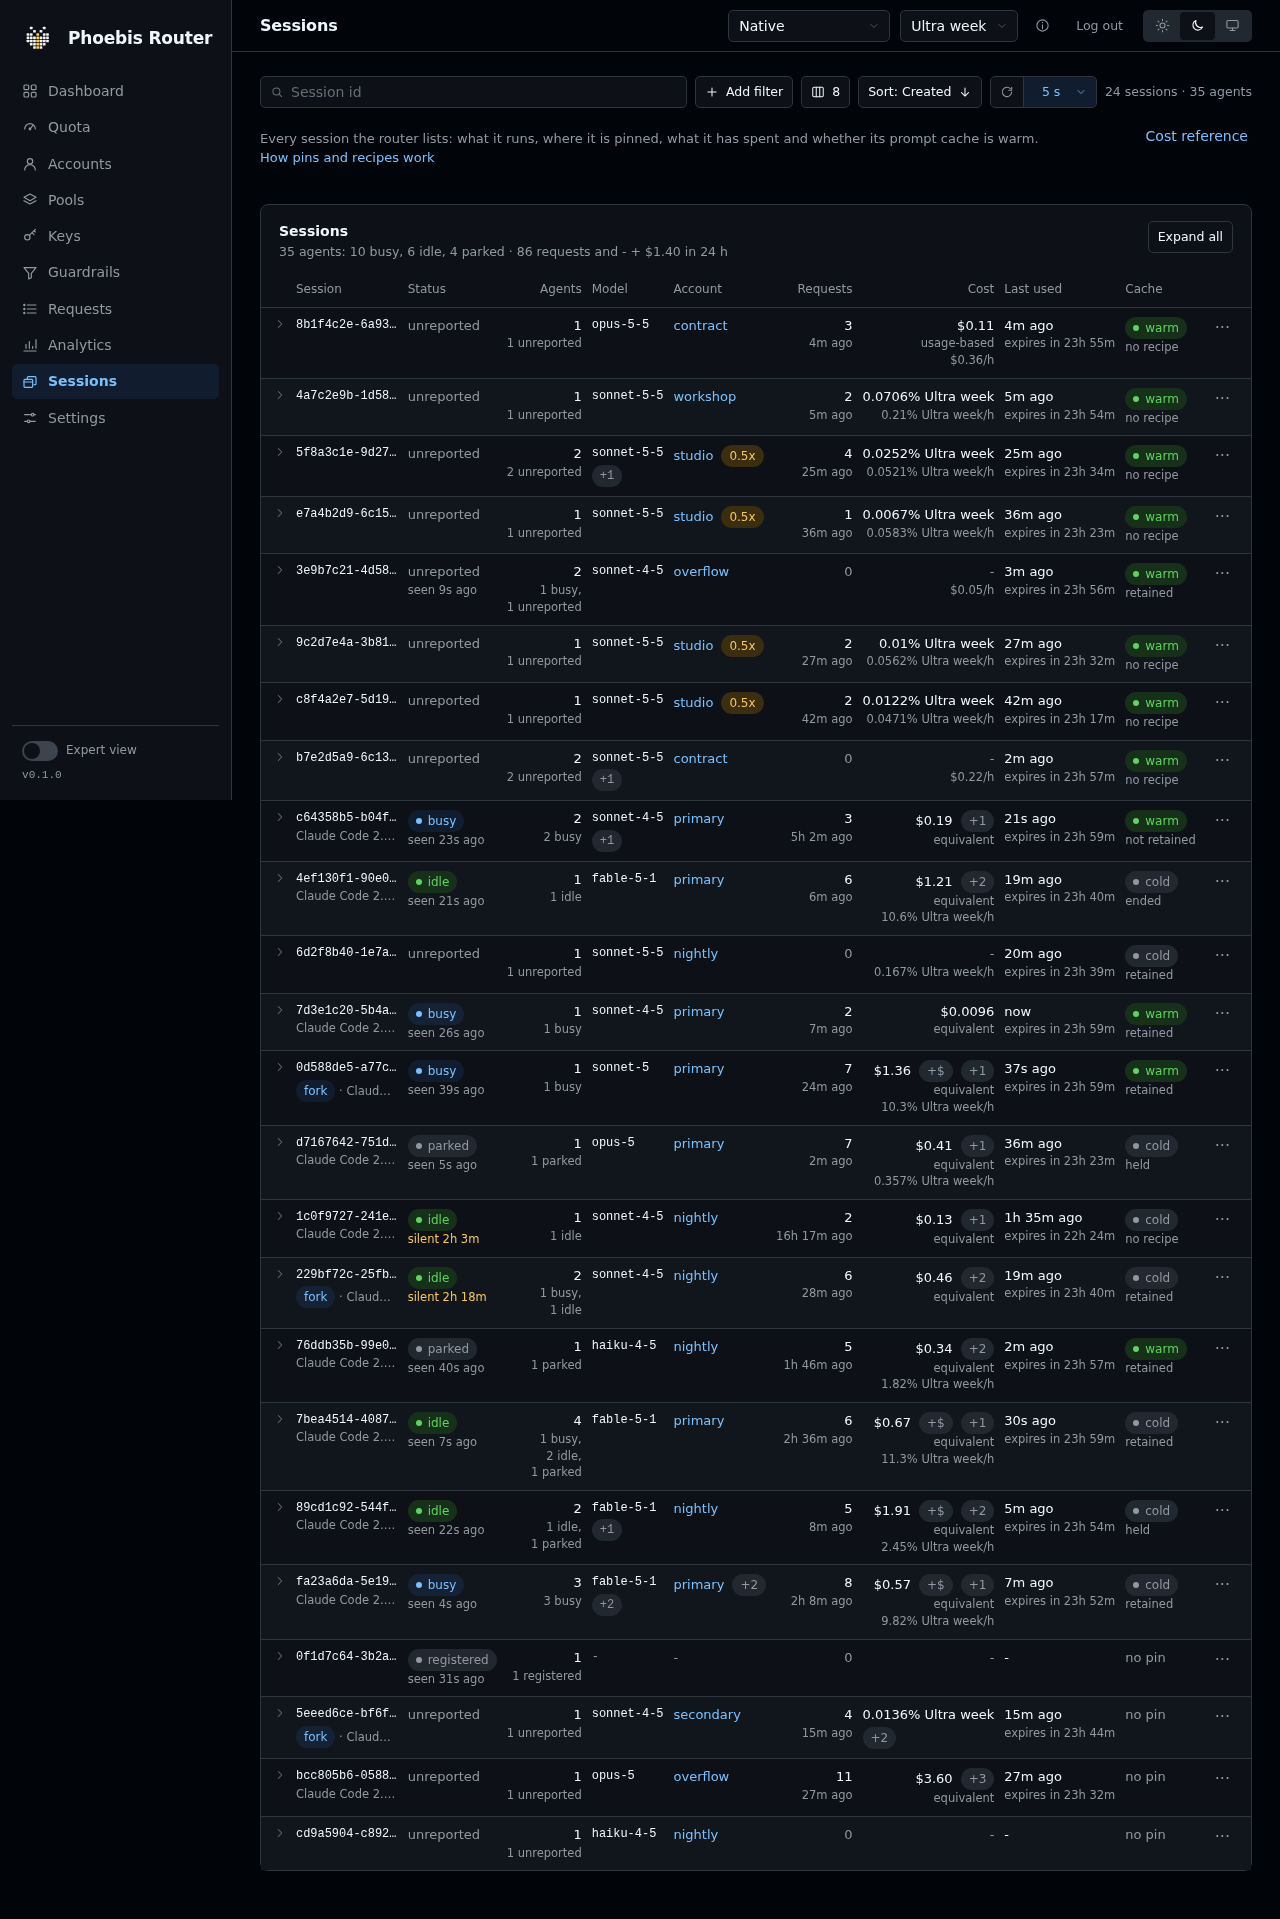 Phoebis Router
Dashboard
Quota
Accounts
Pools
Keys
Guardrails
Requests
Analytics
Sessions
Settings
Expert view
v0.1.0
Sessions
Native
Ultra week
Log out
Session id
Add filter
8
Sort: Created
5 s
24 sessions · 35 agents
Every session the router lists: what it runs, where it is pinned, what it has spent and whether its prompt cache is warm.
How pins and recipes work
Cost reference
Sessions
35 agents: 10 busy, 6 idle, 4 parked · 86 requests and - + $1.40 in 24 h
Expand all
Session Status Agents Model Account Requests Cost Last used Cache
8b1f4c2e-6a93… unreported 1 opus-5-5 contract 3 $0.11 4m ago warm ···
1 unreported 4m ago usage-based expires in 23h 55m no recipe
$0.36/h
4a7c2e9b-1d58… unreported 1 sonnet-5-5 workshop 2 0.0706% Ultra week 5m ago warm ···
1 unreported 5m ago 0.21% Ultra week/h expires in 23h 54m no recipe
5f8a3c1e-9d27… unreported 2 sonnet-5-5 studio 0.5x 4 0.0252% Ultra week 25m ago warm ···
2 unreported +1 25m ago 0.0521% Ultra week/h expires in 23h 34m no recipe
e7a4b2d9-6c15… unreported 1 sonnet-5-5 studio 0.5x 1 0.0067% Ultra week 36m ago warm ···
1 unreported 36m ago 0.0583% Ultra week/h expires in 23h 23m no recipe
3e9b7c21-4d58… unreported 2 sonnet-4-5 overflow 0 - 3m ago warm ···
seen 9s ago 1 busy, $0.05/h expires in 23h 56m retained
1 unreported
9c2d7e4a-3b81… unreported 1 sonnet-5-5 studio 0.5x 2 0.01% Ultra week 27m ago warm ···
1 unreported 27m ago 0.0562% Ultra week/h expires in 23h 32m no recipe
c8f4a2e7-5d19… unreported 1 sonnet-5-5 studio 0.5x 2 0.0122% Ultra week 42m ago warm ···
1 unreported 42m ago 0.0471% Ultra week/h expires in 23h 17m no recipe
b7e2d5a9-6c13… unreported 2 sonnet-5-5 contract 0 - 2m ago warm ···
2 unreported +1 $0.22/h expires in 23h 57m no recipe
c64358b5-b04f… busy 2 sonnet-4-5 primary 3 $0.19 +1 21s ago warm ···
Claude Code 2.… seen 23s ago 2 busy +1 5h 2m ago equivalent expires in 23h 59m not retained
4ef130f1-90e0… idle 1 fable-5-1 primary 6 $1.21 +2 19m ago cold ···
Claude Code 2.… seen 21s ago 1 idle 6m ago equivalent expires in 23h 40m ended
10.6% Ultra week/h
6d2f8b40-1e7a… unreported 1 sonnet-5-5 nightly 0 - 20m ago cold ···
1 unreported 0.167% Ultra week/h expires in 23h 39m retained
7d3e1c20-5b4a… busy 1 sonnet-4-5 primary 2 $0.0096 now warm ···
Claude Code 2.… seen 26s ago 1 busy 7m ago equivalent expires in 23h 59m retained
0d588de5-a77c… busy 1 sonnet-5 primary 7 $1.36 +$ +1 37s ago warm ···
fork · Claud… seen 39s ago 1 busy 24m ago equivalent expires in 23h 59m retained
10.3% Ultra week/h
d7167642-751d… parked 1 opus-5 primary 7 $0.41 +1 36m ago cold ···
Claude Code 2.… seen 5s ago 1 parked 2m ago equivalent expires in 23h 23m held
0.357% Ultra week/h
1c0f9727-241e… idle 1 sonnet-4-5 nightly 2 $0.13 +1 1h 35m ago cold ···
Claude Code 2.… silent 2h 3m 1 idle 16h 17m ago equivalent expires in 22h 24m no recipe
229bf72c-25fb… idle 2 sonnet-4-5 nightly 6 $0.46 +2 19m ago cold ···
fork · Claud… silent 2h 18m 1 busy, 28m ago equivalent expires in 23h 40m retained
1 idle
76ddb35b-99e0… parked 1 haiku-4-5 nightly 5 $0.34 +2 2m ago warm ···
Claude Code 2.… seen 40s ago 1 parked 1h 46m ago equivalent expires in 23h 57m retained
1.82% Ultra week/h
7bea4514-4087… idle 4 fable-5-1 primary 6 $0.67 +$ +1 30s ago cold ···
Claude Code 2.… seen 7s ago 1 busy, 2h 36m ago equivalent expires in 23h 59m retained
2 idle, 11.3% Ultra week/h
1 parked
89cd1c92-544f… idle 2 fable-5-1 nightly 5 $1.91 +$ +2 5m ago cold ···
Claude Code 2.… seen 22s ago 1 idle, +1 8m ago equivalent expires in 23h 54m held
1 parked 2.45% Ultra week/h
fa23a6da-5e19… busy 3 fable-5-1 primary +2 8 $0.57 +$ +1 7m ago cold ···
Claude Code 2.… seen 4s ago 3 busy +2 2h 8m ago equivalent expires in 23h 52m retained
9.82% Ultra week/h
0f1d7c64-3b2a… registered 1 - - 0 - - no pin ···
seen 31s ago 1 registered
5eeed6ce-bf6f… unreported 1 sonnet-4-5 secondary 4 0.0136% Ultra week 15m ago no pin ···
fork · Claud… 1 unreported 15m ago +2 expires in 23h 44m
bcc805b6-0588… unreported 1 opus-5 overflow 11 $3.60 +3 27m ago no pin ···
Claude Code 2.… 1 unreported 27m ago equivalent expires in 23h 32m
cd9a5904-c892… unreported 1 haiku-4-5 nightly 0 - - no pin ···
1 unreported